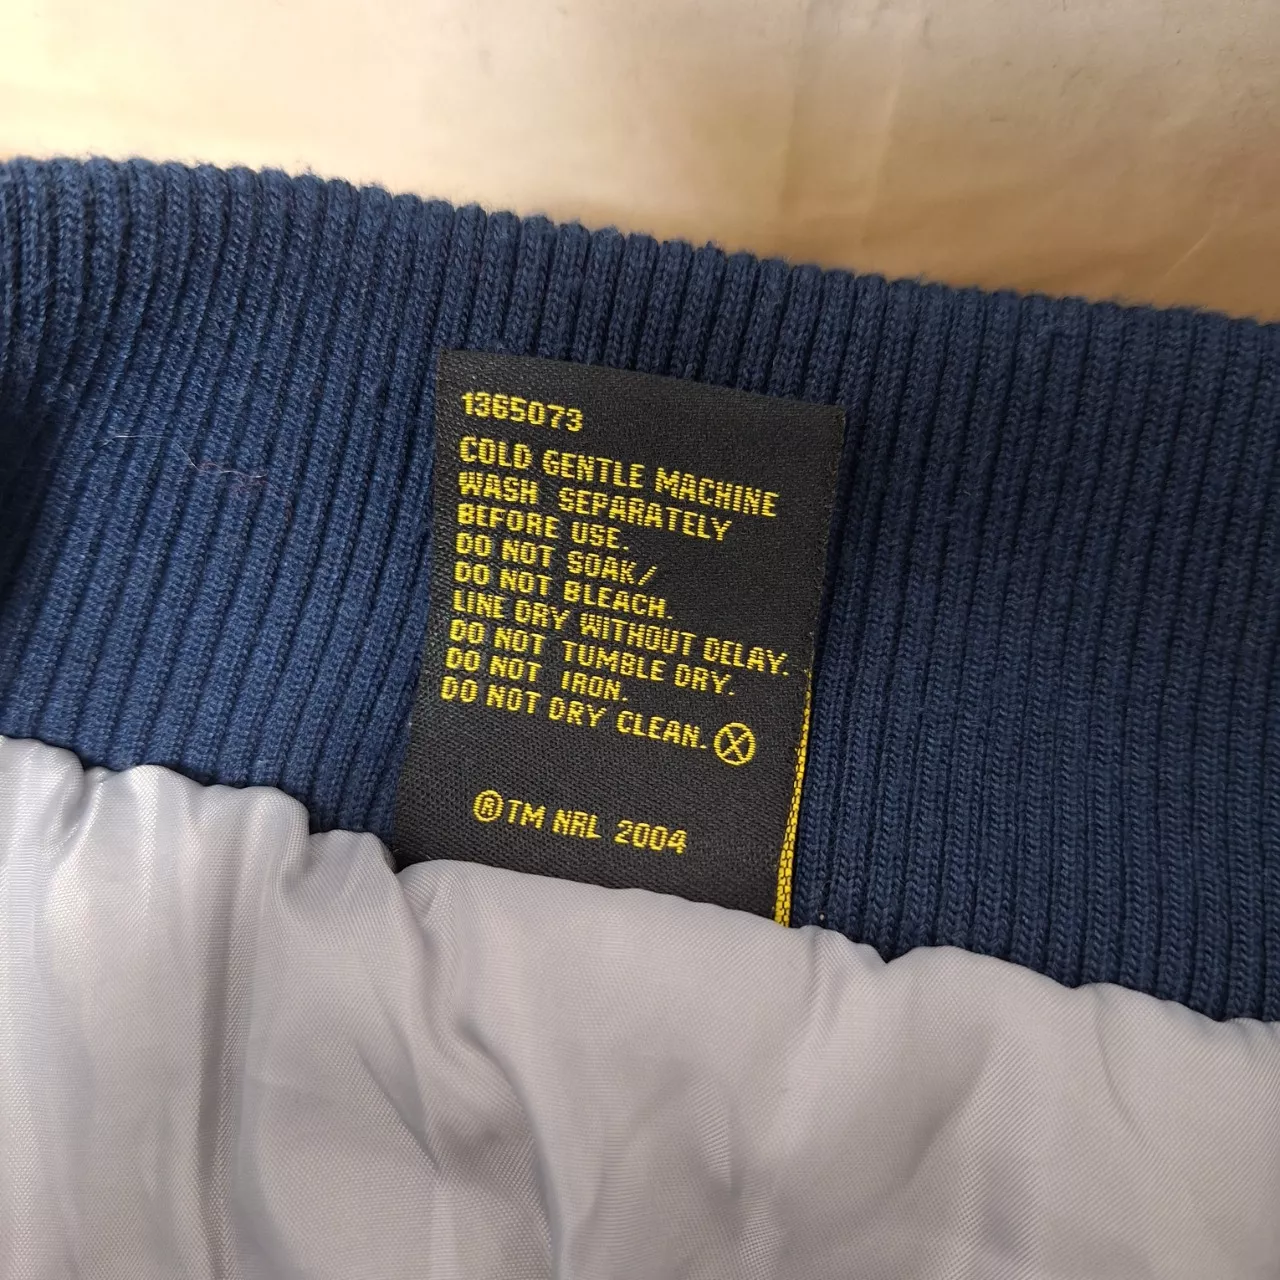 1365073
COLD GENTLE MACHINE
WASH SEPARATELY
BEFORE USE.
DO NOT SOAK/
DO NOT BLEACH.
LINE DRY WITHOUT DELAY.
DO NOT TUMBLE DRY.
DO NOT IRON.
DO NOT DRY CLEAN. Ⓧ
®TM NRL 2004